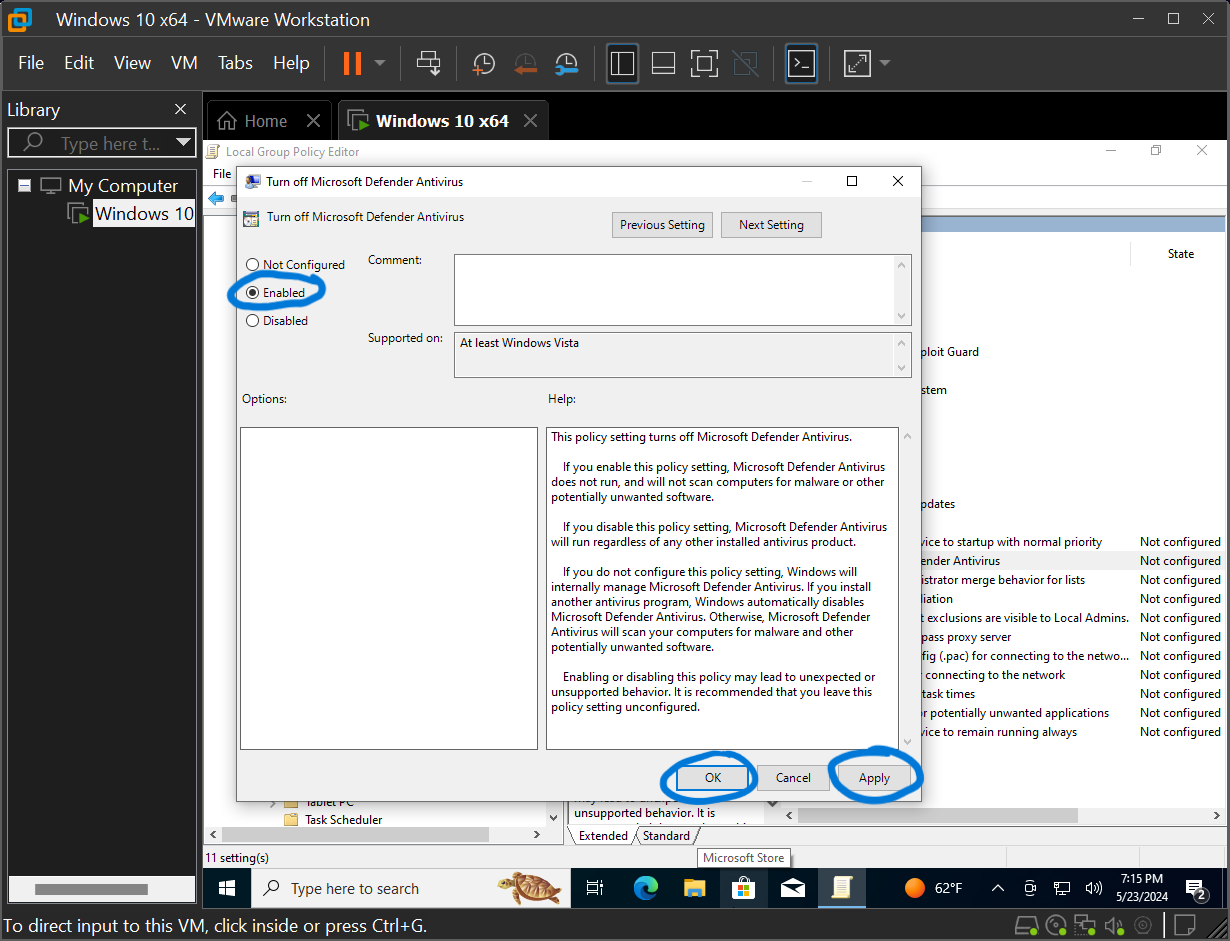 Windows 10 x64 - VMware Workstation
File Edit View VM Tabs Help
Library
Type here t...
My Computer
Windows 10
Home
Windows 10 x64
Local Group Policy Editor
File
Turn off Microsoft Defender Antivirus
Turn off Microsoft Defender Antivirus
Previous Setting
Next Setting
Not Configured
Enabled
Disabled
Comment:
Supported on:
At least Windows Vista
Options:
Help:
This policy setting turns off Microsoft Defender Antivirus.
If you enable this policy setting, Microsoft Defender Antivirus
does not run, and will not scan computers for malware or other
potentially unwanted software.
If you disable this policy setting, Microsoft Defender Antivirus
will run regardless of any other installed antivirus product.
If you do not configure this policy setting, Windows will
internally manage Microsoft Defender Antivirus. If you install
another antivirus program, Windows automatically disables
Microsoft Defender Antivirus. Otherwise, Microsoft Defender
Antivirus will scan your computers for malware and other
potentially unwanted software.
Enabling or disabling this policy may lead to unexpected or
unsupported behavior. It is recommended that you leave this
policy setting unconfigured.
OK
Cancel
Apply
State
ploit Guard
stem
pdates
vice to startup with normal priority Not configured
ender Antivirus Not configured
istrator merge behavior for lists Not configured
liation Not configured
t exclusions are visible to Local Admins. Not configured
pass proxy server Not configured
fig (.pac) for connecting to the netwo... Not configured
connecting to the network Not configured
task times Not configured
or potentially unwanted applications Not configured
vice to remain running always Not configured
Tablet PC
Task Scheduler
unsupported behavior. It is
Extended
Standard
11 setting(s)
Microsoft Store
Type here to search
62°F
7:15 PM
5/23/2024
2
To direct input to this VM, click inside or press Ctrl+G.